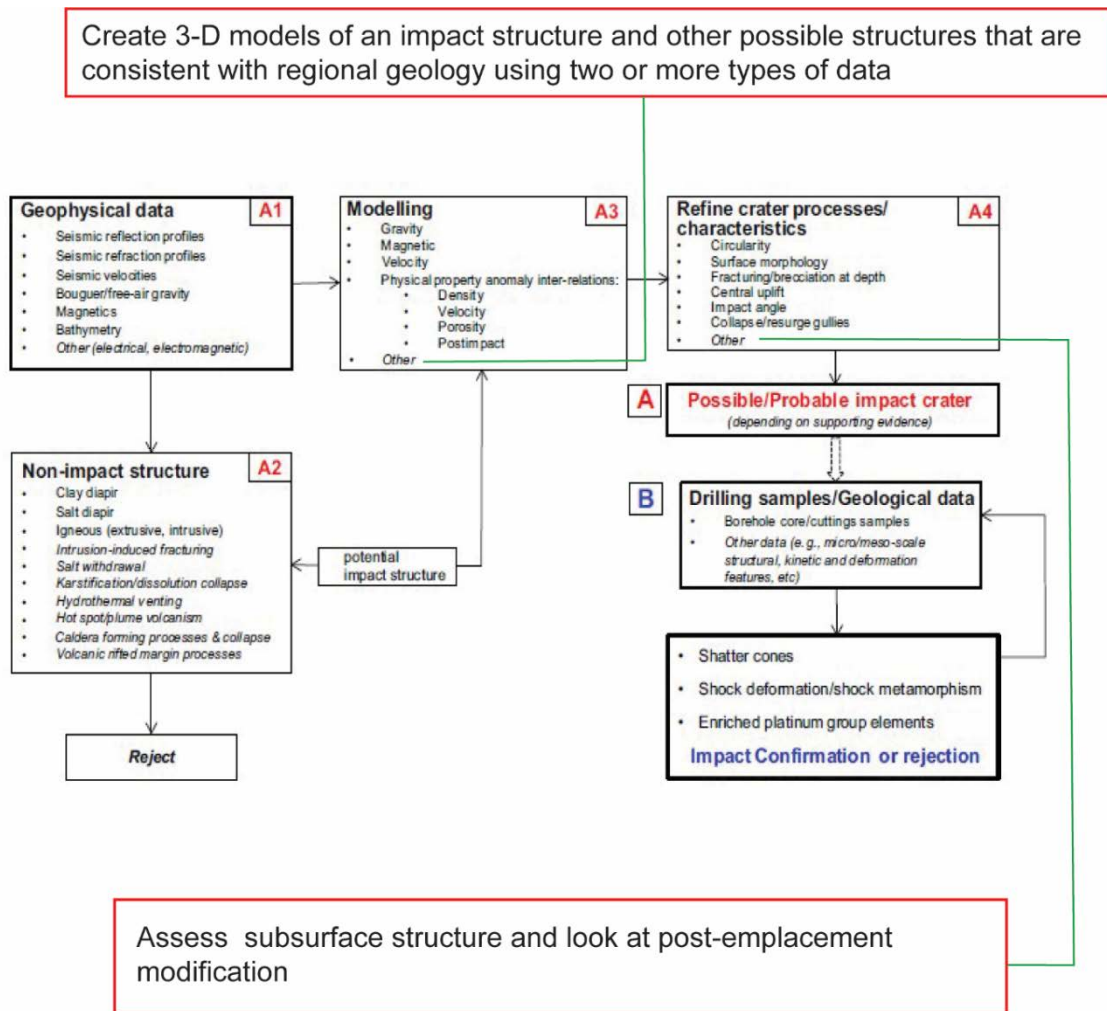 Create 3-D models of an impact structure and other possible structures that are
consistent with regional geology using two or more types of data
Geophysical data
A1
• Seismic reflection profiles
• Seismic refraction profiles
• Seismic velocities
• Bouguer/free-air gravity
• Magnetics
• Bathymetry
• Other (electrical, electromagnetic)
Modelling
A3
• Gravity
• Magnetic
• Velocity
• Physical property anomaly inter-relations:
• Density
• Velocity
• Porosity
• Postimpact
• Other
Refine crater processes/
characteristics
A4
• Circularity
• Surface morphology
• Fracturing/brecciation at depth
• Central uplift
• Impact angle
• Collapse/resurge gullies
• Other
A
Possible/Probable impact crater
(depending on supporting evidence)
Non-impact structure
A2
• Clay diapir
• Salt diapir
• Igneous (extrusive, intrusive)
• Intrusion-induced fracturing
• Salt withdrawal
• Karstification/dissolution collapse
• Hydrothermal venting
• Hot spot/plume volcanism
• Caldera forming processes & collapse
• Volcanic rifted margin processes
potential
impact structure
B
Drilling samples/Geological data
• Borehole core/cuttings samples
• Other data (e.g., micro/meso-scale
structural, kinetic and deformation
features, etc)
• Shatter cones
• Shock deformation/shock metamorphism
• Enriched platinum group elements
Impact Confirmation or rejection
Reject
Assess subsurface structure and look at post-emplacement
modification